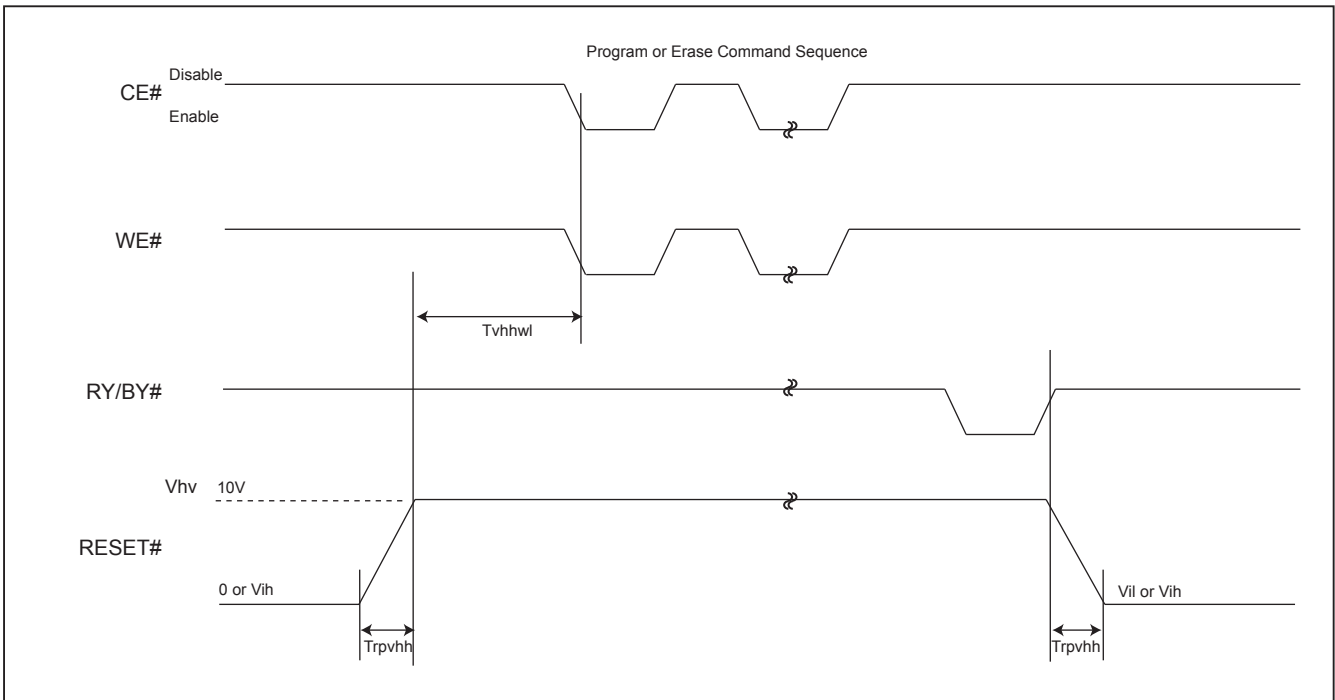 Program or Erase Command Sequence
Disable
CE#
Enable
WE#
Tvhhwl
RY/BY#
Vhv 10V
RESET#
0 or Vih
Vil or Vih
Trpvhh
Trpvhh